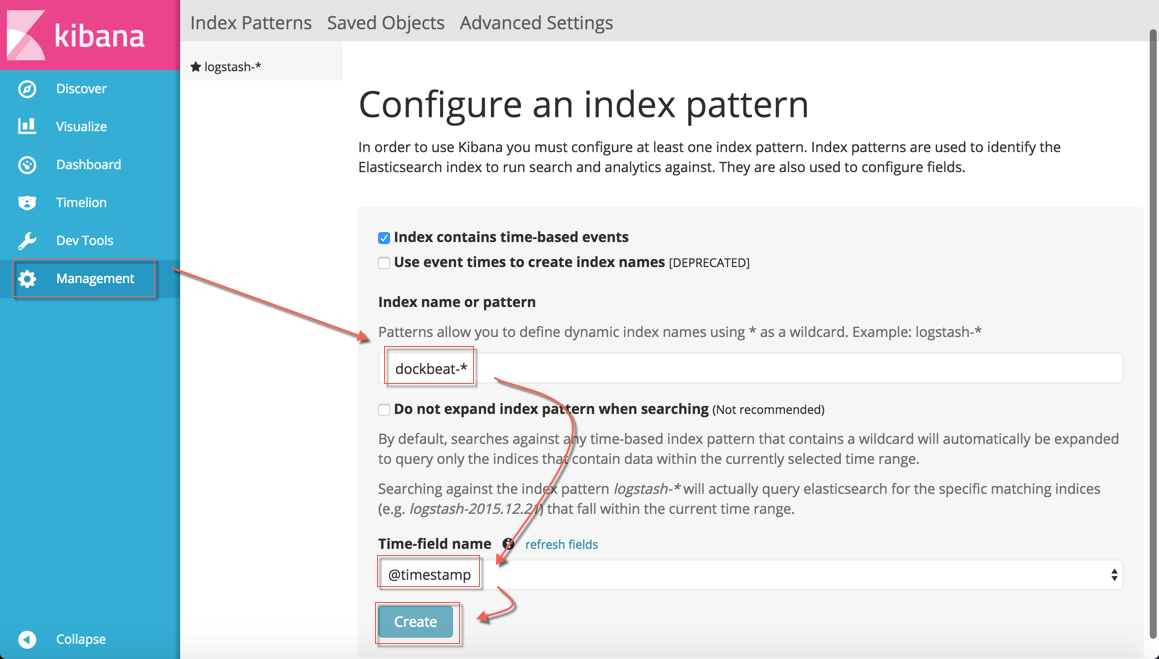 kibana
Index Patterns Saved Objects Advanced Settings
logstash-*
Discover
Visualize
Dashboard
Timelion
Dev Tools
Management
Collapse
Configure an index pattern
In order to use Kibana you must configure at least one index pattern. Index patterns are used to identify the
Elasticsearch index to run search and analytics against. They are also used to configure fields.
Index contains time-based events
Use event times to create index names [DEPRECATED]
Index name or pattern
Patterns allow you to define dynamic index names using * as a wildcard. Example: logstash-*
dockbeat-*
Do not expand index pattern when searching (Not recommended)
By default, searches against any time-based index pattern that contains a wildcard will automatically be expanded
to query only the indices that contain data within the currently selected time range.
Searching against the index pattern logstash-* will actually query elasticsearch for the specific matching indices
(e.g. logstash-2015.12.21) that fall within the current time range.
Time-field name refresh fields
@timestamp
Create